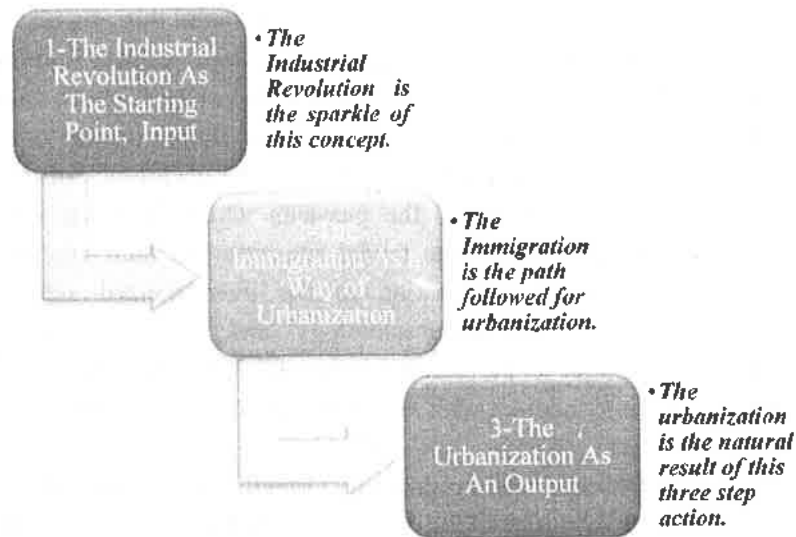 1-The Industrial
Revolution As
The Starting
Point, Input
• The
Industrial
Revolution is
the sparkle of
this concept.
Immigration As a
Way of
Urbanization
• The
Immigration
is the path
followed for
urbanization.
3-The
Urbanization As
An Output
• The
urbanization
is the natural
result of this
three step
action.